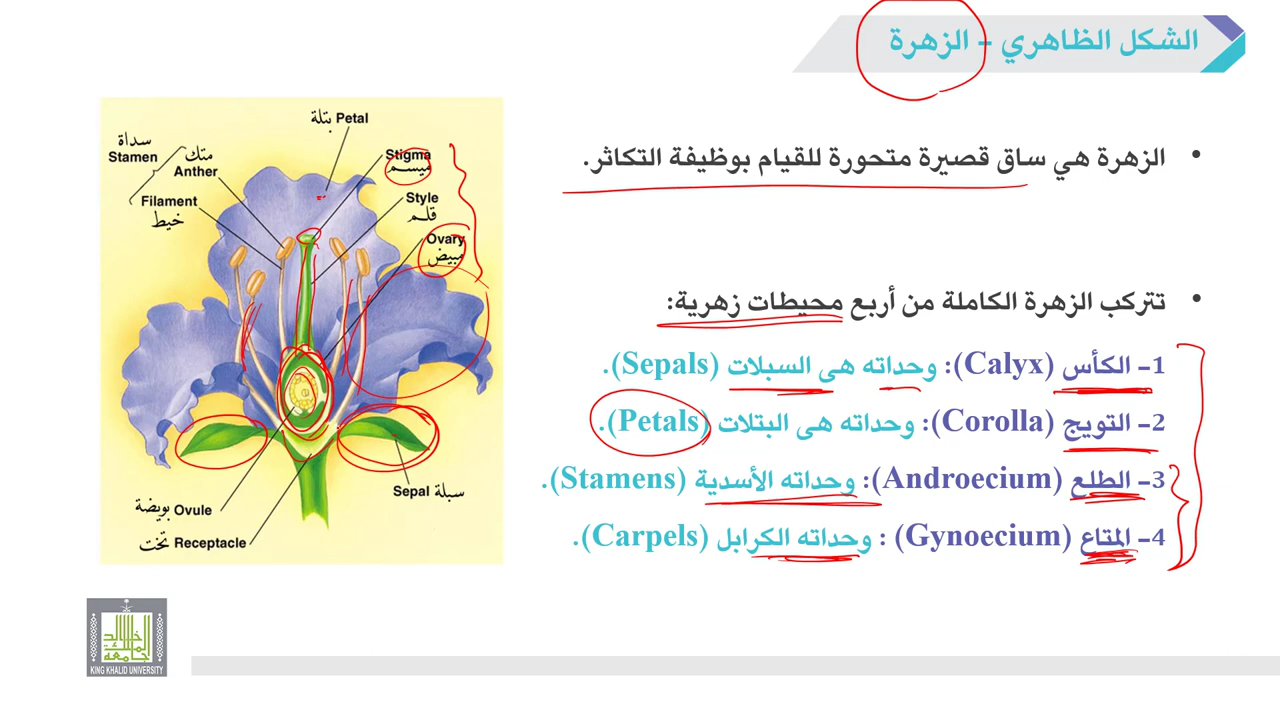 الشكل الظاهري – الزهرة
• الزهرة هي ساق قصيرة متحورة للقيام بوظيفة التكاثر.
• تتركب الزهرة الكاملة من أربع محيطات زهرية:
1- الكأس (Calyx): وحداته هى السبلات (Sepals).
2- التويج (Corolla): وحداته هى البتلات (Petals).
3- الطلع (Androecium): وحداته الأسدية (Stamens).
4- المتاع (Gynoecium) : وحداته الكرابل (Carpels).
بتلة Petal
سداة
Stamen
متك
Anther
Filament
خيط
Stigma
ميسم
Style
قلم
Ovary
مبيض
Sepal سبلة
بويضة Ovule
تخت Receptacle
جامعة الملك خالد
KING KHALID UNIVERSITY